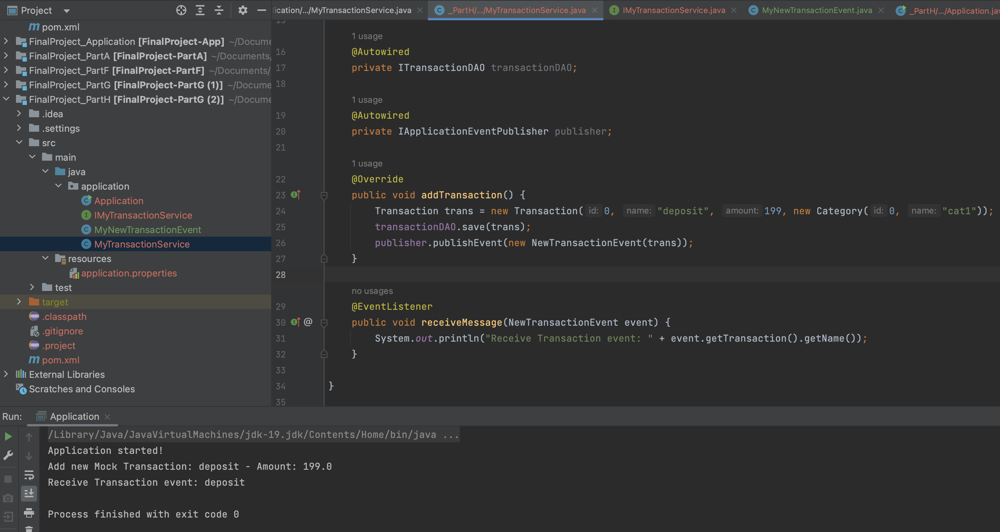 Project
ication/.../MyTransactionService.java
_PartH/.../MyTransactionService.java
IMyTransactionService.java
MyNewTransactionEvent.java
_PartH/.../Application.jav
pom.xml
FinalProject_Application [FinalProject-App] ~/Docume
FinalProject_PartA [FinalProject-PartA] ~/Documents/
FinalProject_PartF [FinalProject-PartF] ~/Documents/
FinalProject_PartG [FinalProject-PartG (1)] ~/Docume
FinalProject_PartH [FinalProject-PartG (2)] ~/Docume
.idea
.settings
src
main
java
application
Application
IMyTransactionService
MyNewTransactionEvent
MyTransactionService
resources
application.properties
test
target
.classpath
.gitignore
.project
pom.xml
External Libraries
Scratches and Consoles
15
1 usage
16 @Autowired
17 private ITransactionDAO transactionDAO;
18
1 usage
19 @Autowired
20 private IApplicationEventPublisher publisher;
21
1 usage
22 @Override
23 public void addTransaction() {
24 Transaction trans = new Transaction( id: 0, name: "deposit", amount: 199, new Category( id: 0, name: "cat1"));
25 transactionDAO.save(trans);
26 publisher.publishEvent(new NewTransactionEvent(trans));
27 }
28
no usages
29 @EventListener
30 public void receiveMessage(NewTransactionEvent event) {
31 System.out.println("Receive Transaction event: " + event.getTransaction().getName());
32 }
33
34 }
35
Run: Application
/Library/Java/JavaVirtualMachines/jdk-19.jdk/Contents/Home/bin/java ...
Application started!
Add new Mock Transaction: deposit - Amount: 199.0
Receive Transaction event: deposit
Process finished with exit code 0